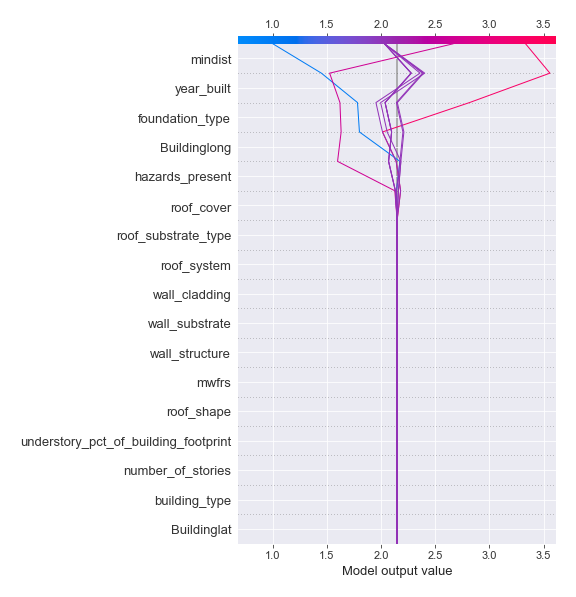 1.0 1.5 2.0 2.5 3.0 3.5
mindist
year_built
foundation_type
Buildinglong
hazards_present
roof_cover
roof_substrate_type
roof_system
wall_cladding
wall_substrate
wall_structure
mwfrs
roof_shape
understory_pct_of_building_footprint
number_of_stories
building_type
Buildinglat
1.0 1.5 2.0 2.5 3.0 3.5
Model output value